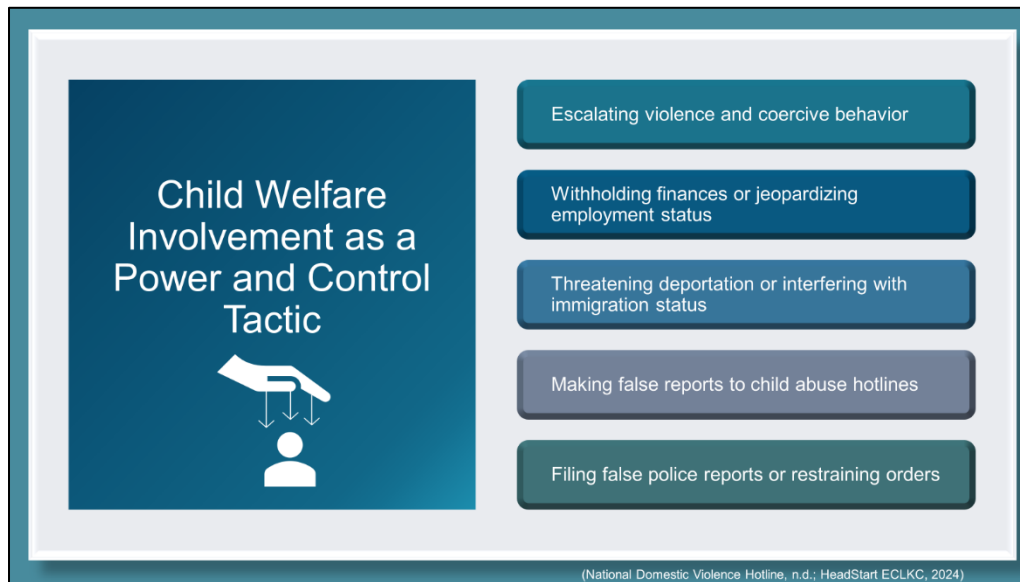 Child Welfare
Involvement as a
Power and Control
Tactic
Escalating violence and coercive behavior
Withholding finances or jeopardizing
employment status
Threatening deportation or interfering with
immigration status
Making false reports to child abuse hotlines
Filing false police reports or restraining orders
(National Domestic Violence Hotline, n.d.; HeadStart ECLKC, 2024)